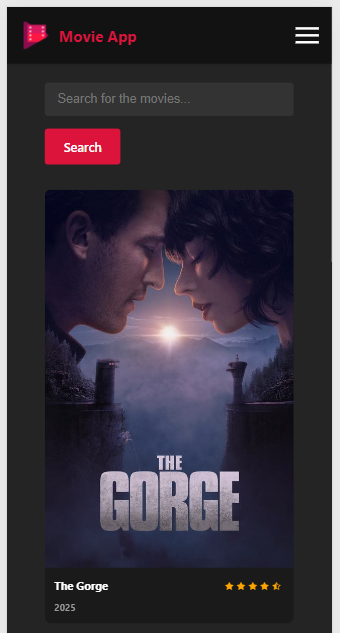 Movie App
Search for the movies...
Search
THE
GORGE
The Gorge
2025